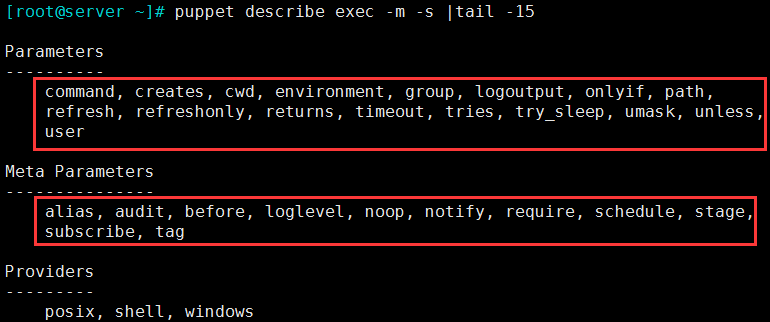 [root@server ~]# puppet describe exec -m -s |tail -15
Parameters
----------
command, creates, cwd, environment, group, logoutput, onlyif, path,
refresh, refreshonly, returns, timeout, tries, try_sleep, umask, unless,
user
Meta Parameters
---------------
alias, audit, before, loglevel, noop, notify, require, schedule, stage,
subscribe, tag
Providers
---------
posix, shell, windows